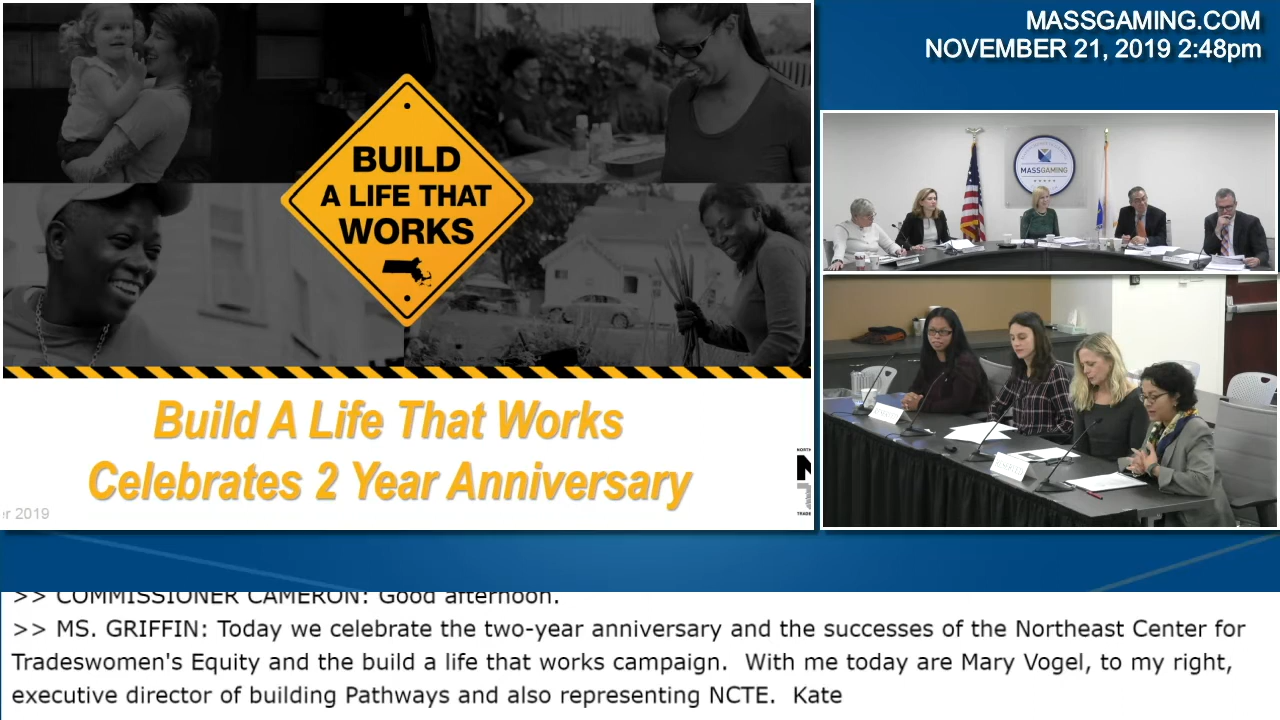 MASSGAMING.COM
NOVEMBER 21, 2019 2:48pm
BUILD
A LIFE THAT
WORKS
MASSGAMING
Build A Life That Works
Celebrates 2 Year Anniversary
r 2019
NORTH
N
TRADE
>> COMMISSIONER CAMERON: Good afternoon.
>> MS. GRIFFIN: Today we celebrate the two-year anniversary and the successes of the Northeast Center for
Tradeswomen's Equity and the build a life that works campaign. With me today are Mary Vogel, to my right,
executive director of building Pathways and also representing NCTE. Kate